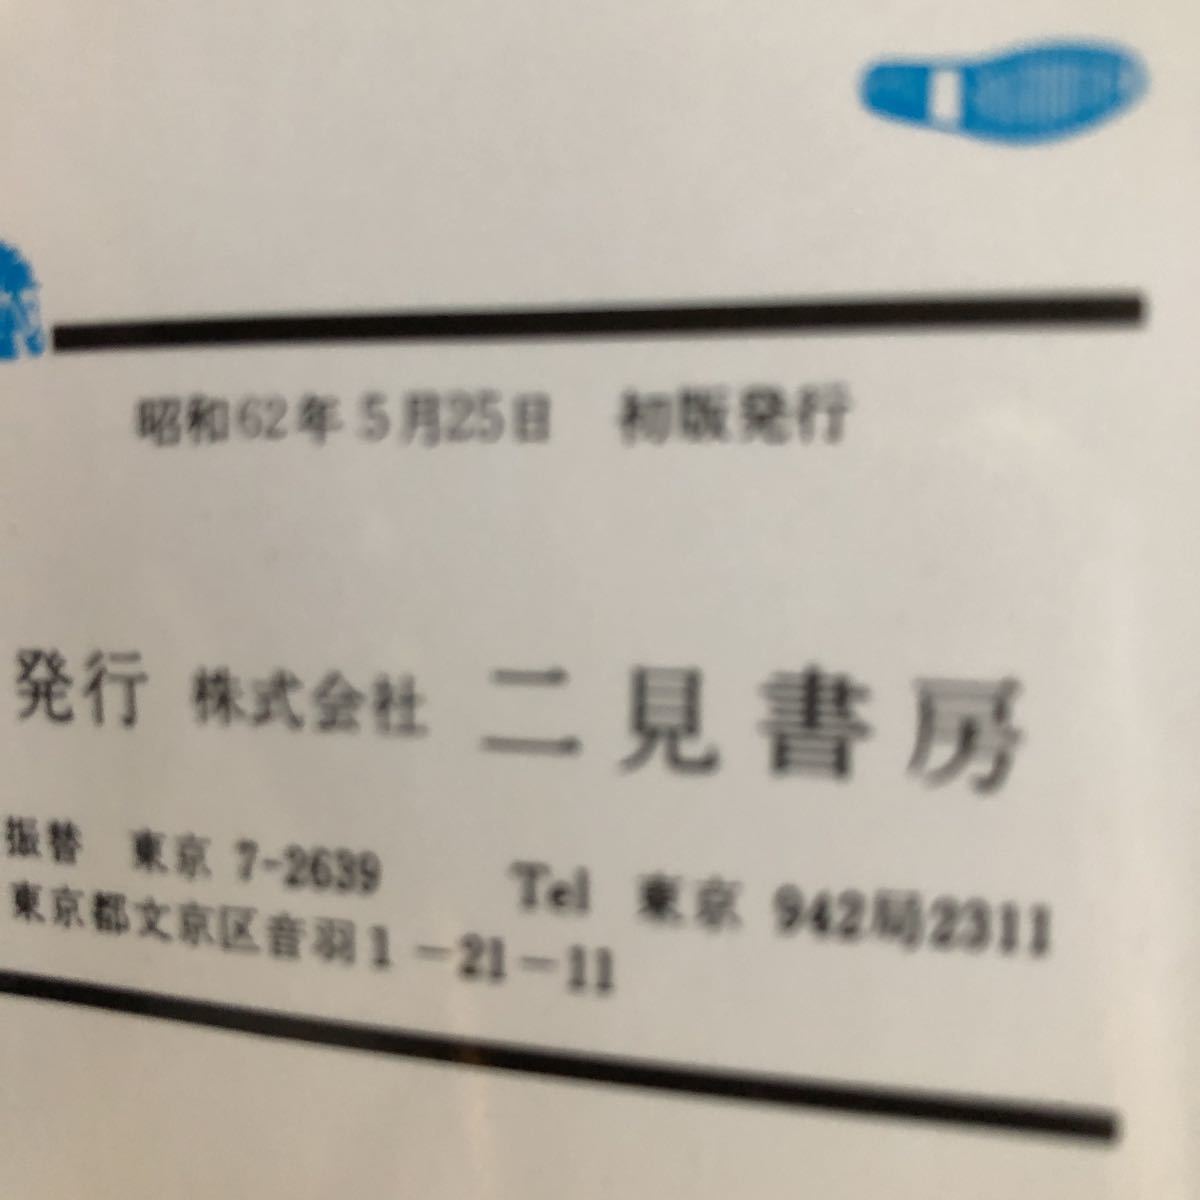 昭和62年5月25日　初版発行
発行　株式会社　二見書房
振替　東京 7-2639　Tel　東京　942局2311
東京都文京区音羽1-21-11